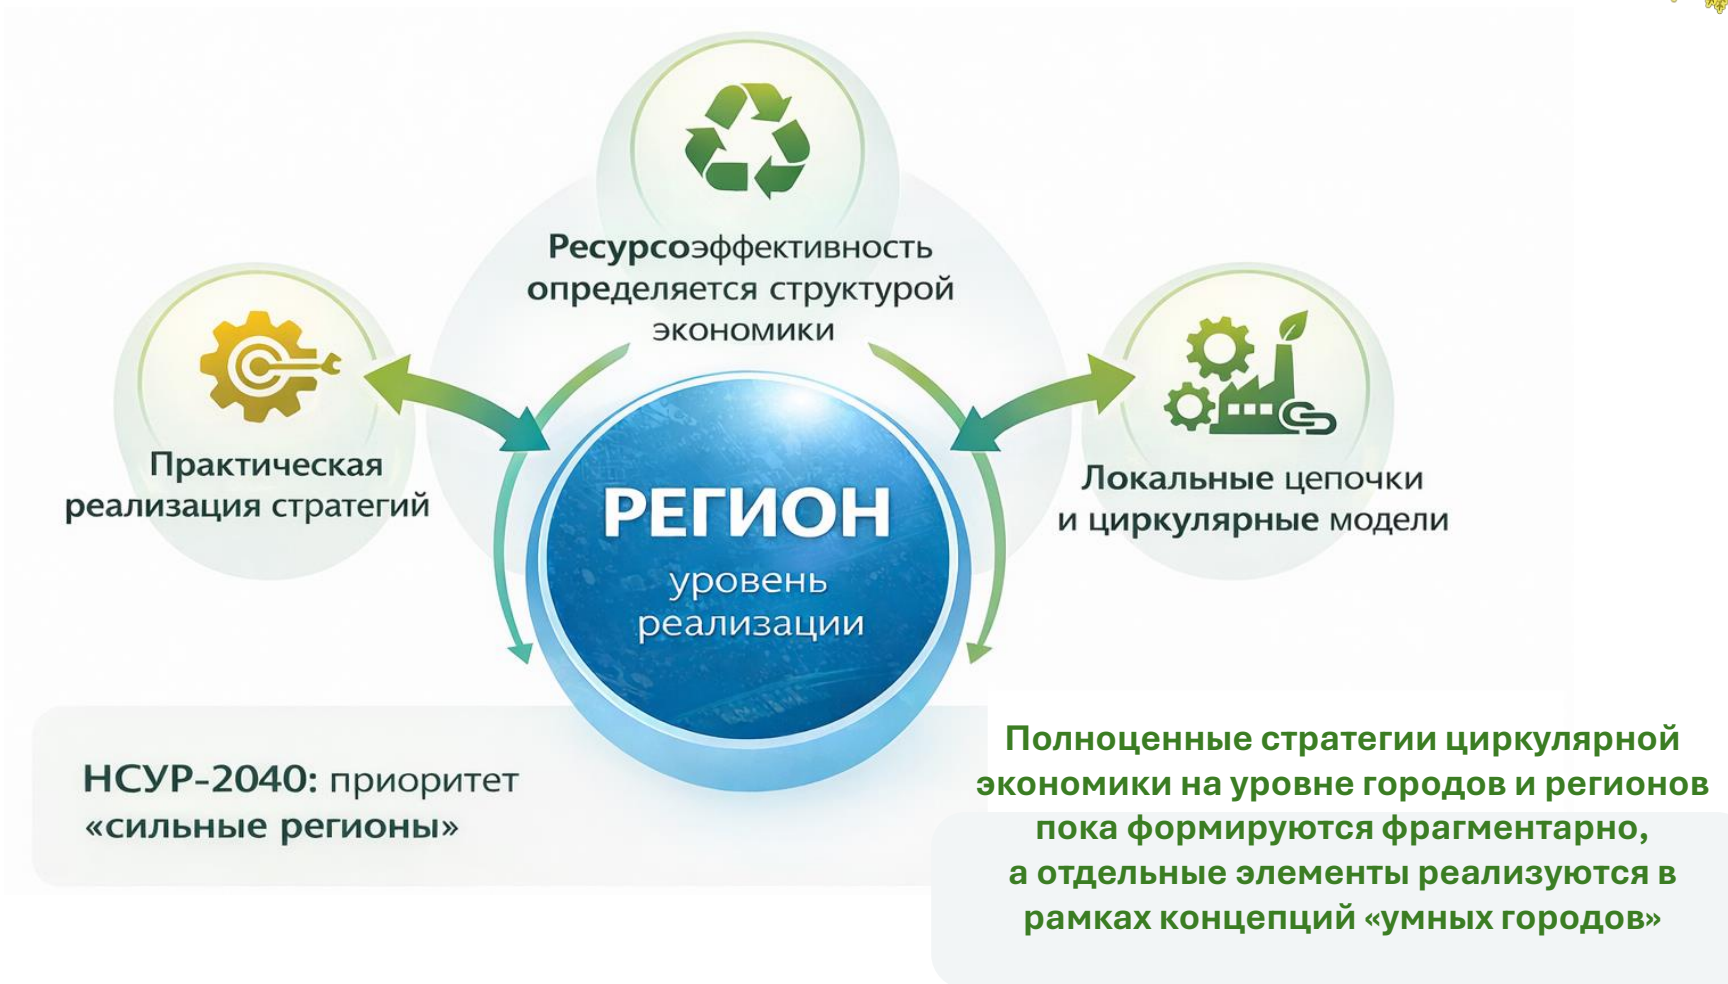 Ресурсоэффективность
определяется структурой
экономики
Практическая
реализация стратегий
Локальные цепочки
и циркулярные модели
РЕГИОН
уровень
реализации
НСУР-2040: приоритет
«сильные регионы»
Полноценные стратегии циркулярной
экономики на уровне городов и регионов
пока формируются фрагментарно,
а отдельные элементы реализуются в
рамках концепций «умных городов»